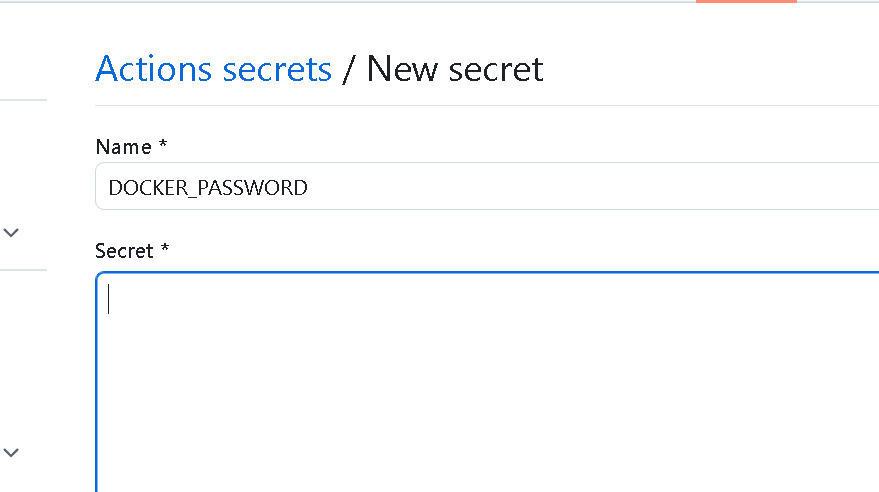 Actions secrets / New secret
Name *
DOCKER_PASSWORD
Secret *